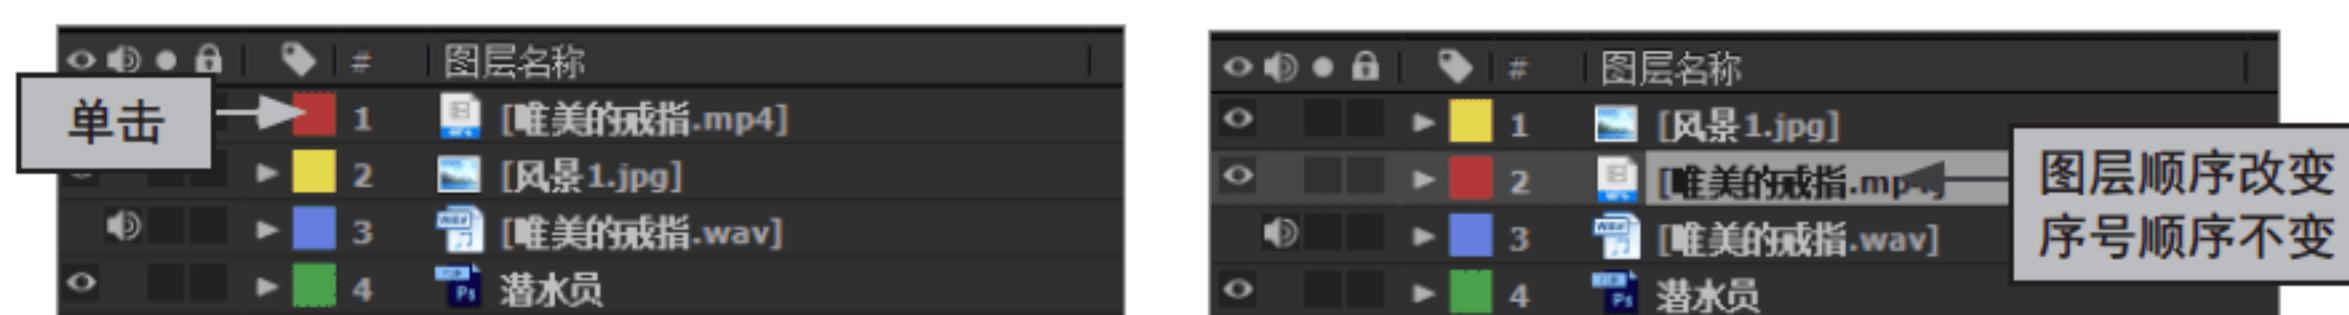 # 图层名称
单击
1 [唯美的戒指.mp4]
2 [风景1.jpg]
3 [唯美的戒指.wav]
4 潜水员
# 图层名称
1 [风景1.jpg]
2 [唯美的戒指.mp4]
3 [唯美的戒指.wav]
4 潜水员
图层顺序改变
序号顺序不变